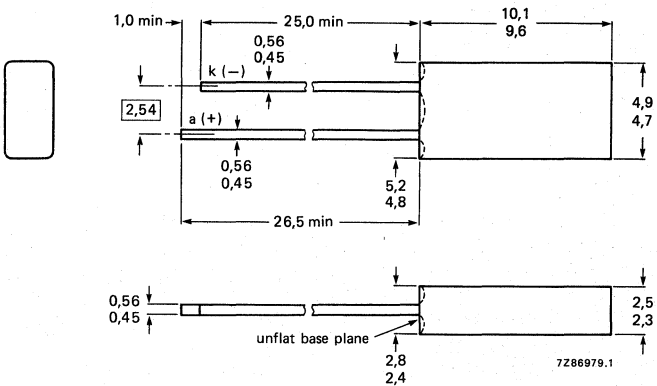 1,0 min
25,0 min
10,1
9,6
0,56
0,45
k (−)
2,54
a (+)
4,9
4,7
0,56
0,45
5,2
4,8
26,5 min
0,56
0,45
2,5
2,3
unflat base plane
2,8
2,4
7Z86979.1